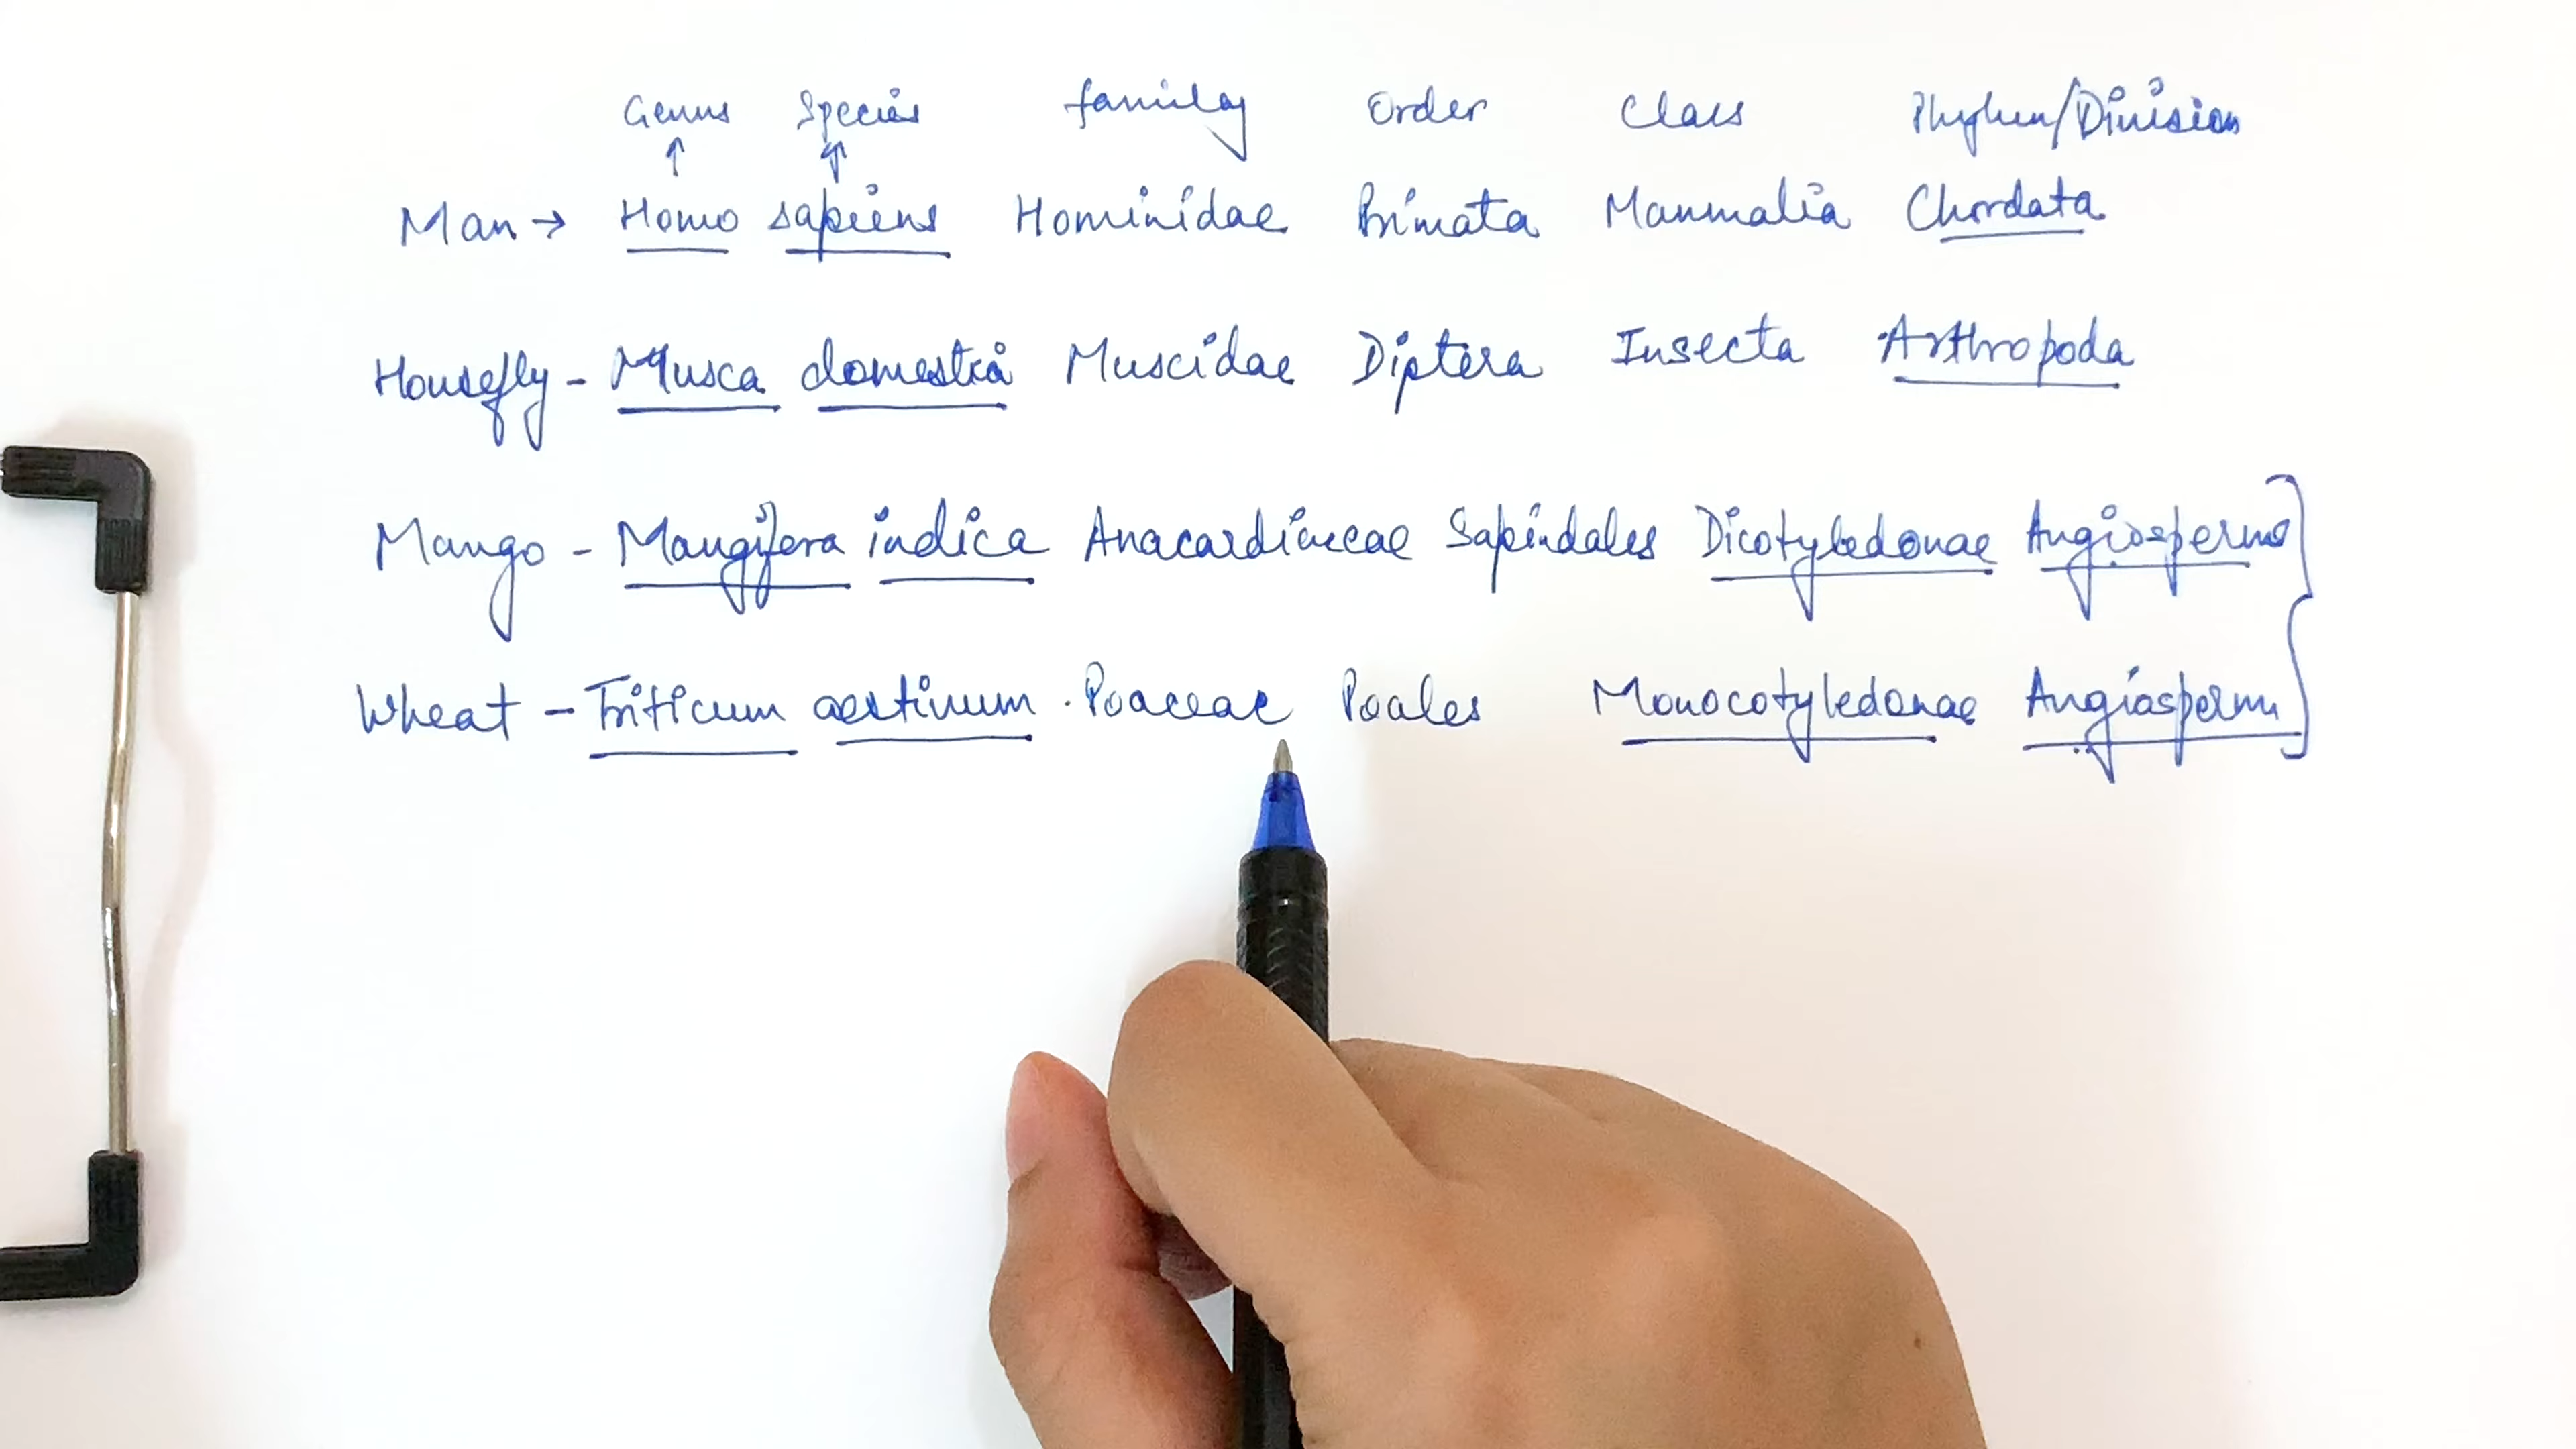 Genus Species family Order Class Phylum/Division
↑ ↑
Man → Homo sapiens Hominidae Primata Mammalia Chordata
Housefly - Musca domestica Muscidae Diptera Insecta Arthropoda
Mango - Mangifera indica Anacardiaceae Sapindales Dicotyledonae Angiosperms
Wheat - Triticum aestivum Poaceae Poales Monocotyledonae Angiosperm